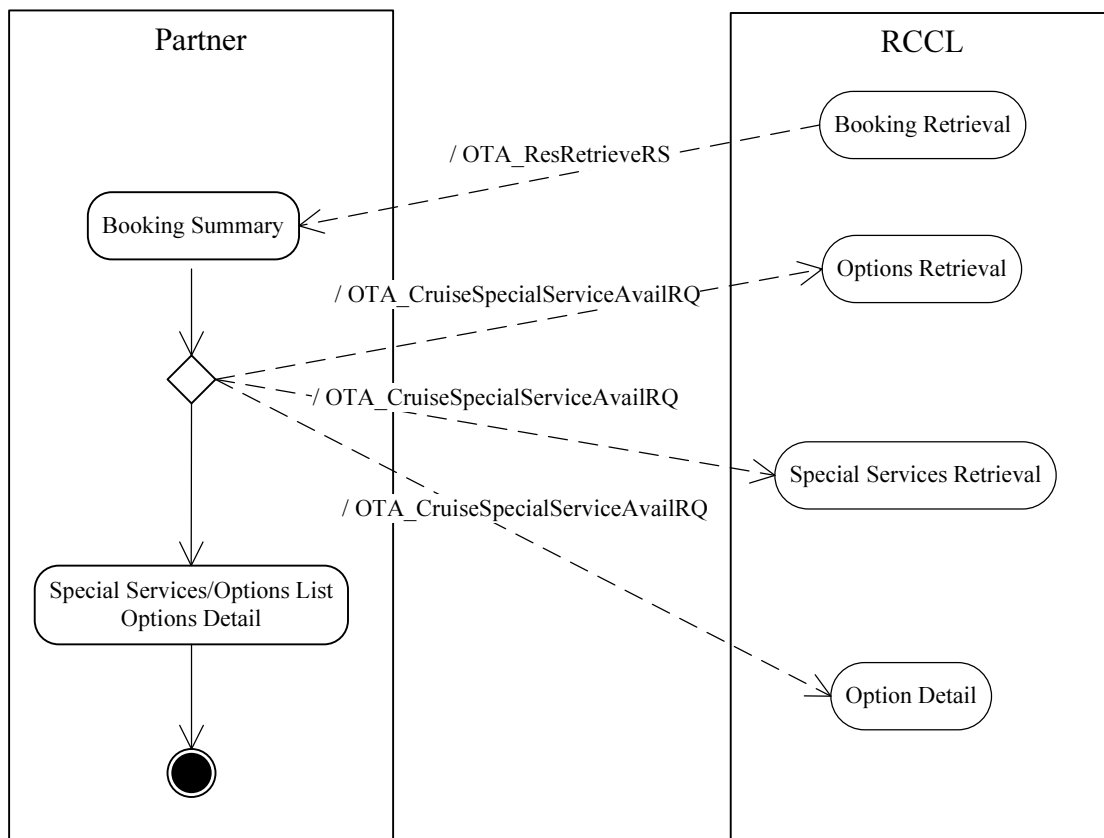 Partner
RCCL
Booking Retrieval
/ OTA_ResRetrieveRS
Booking Summary
Options Retrieval
/ OTA_CruiseSpecialServiceAvailRQ
/ OTA_CruiseSpecialServiceAvailRQ
Special Services Retrieval
/ OTA_CruiseSpecialServiceAvailRQ
Special Services/Options List
Options Detail
Option Detail